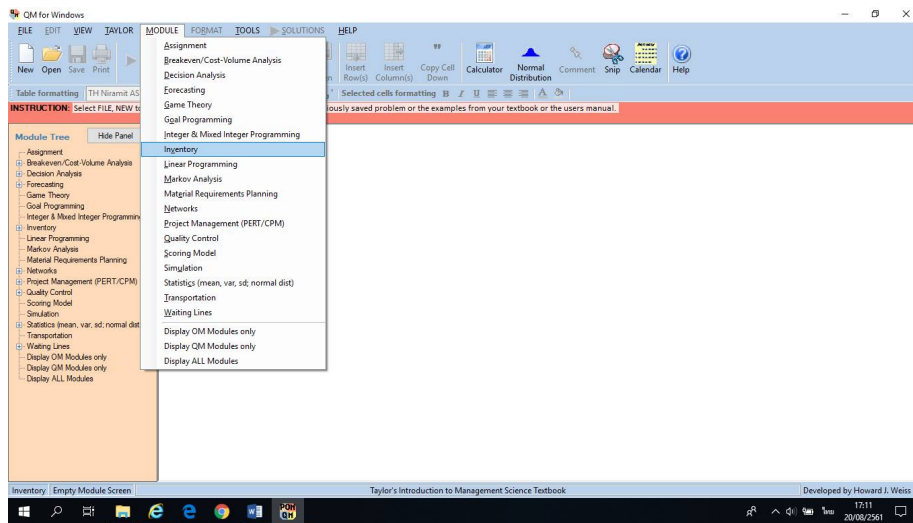 QM for Windows
FILE EDIT VIEW TAYLOR MODULE FORMAT TOOLS SOLUTIONS HELP
New Open Save Print
Insert Row(s) Insert Column(s) Copy Cell Down Calculator Normal Distribution Comment Snip Calendar Help
Table formatting TH Niramit AS
Selected cells formatting B I U A
INSTRUCTION: Select FILE, NEW to
iously saved problem or the examples from your textbook or the users manual.
Module Tree Hide Panel
Assignment
Breakeven/Cost-Volume Analysis
Decision Analysis
Forecasting
Game Theory
Goal Programming
Integer & Mixed Integer Programmin
Inventory
Linear Programming
Markov Analysis
Material Requirements Planning
Networks
Project Management (PERT/CPM)
Quality Control
Scoring Model
Simulation
Statistics (mean, var, sd; normal dist
Transportation
Waiting Lines
Display OM Modules only
Display QM Modules only
Display ALL Modules
Assignment
Breakeven/Cost-Volume Analysis
Decision Analysis
Forecasting
Game Theory
Goal Programming
Integer & Mixed Integer Programming
Inventory
Linear Programming
Markov Analysis
Material Requirements Planning
Networks
Project Management (PERT/CPM)
Quality Control
Scoring Model
Simulation
Statistics (mean, var, sd; normal dist)
Transportation
Waiting Lines
Display OM Modules only
Display QM Modules only
Display ALL Modules
Inventory Empty Module Screen Taylor's Introduction to Management Science Textbook Developed by Howard J. Weiss
POM QM
ไทย
17:11
20/08/2561